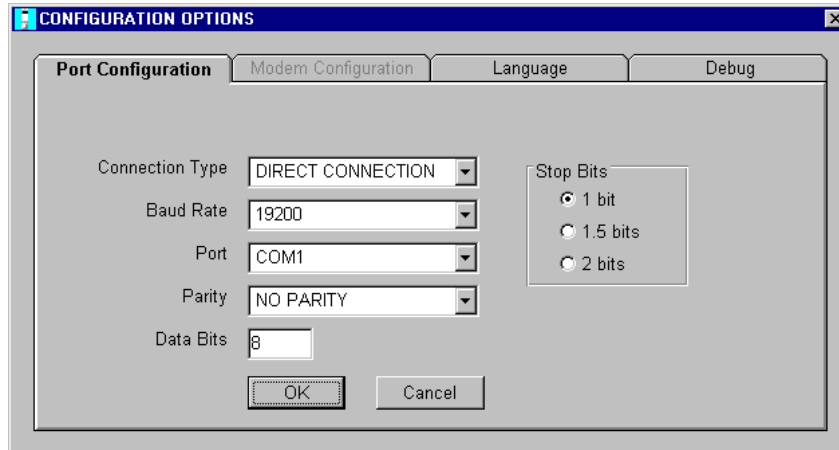 CONFIGURATION OPTIONS
Port Configuration
Modem Configuration
Language
Debug
Connection Type
DIRECT CONNECTION
Baud Rate
19200
Port
COM1
Parity
NO PARITY
Data Bits
8
Stop Bits
1 bit
1.5 bits
2 bits
OK
Cancel